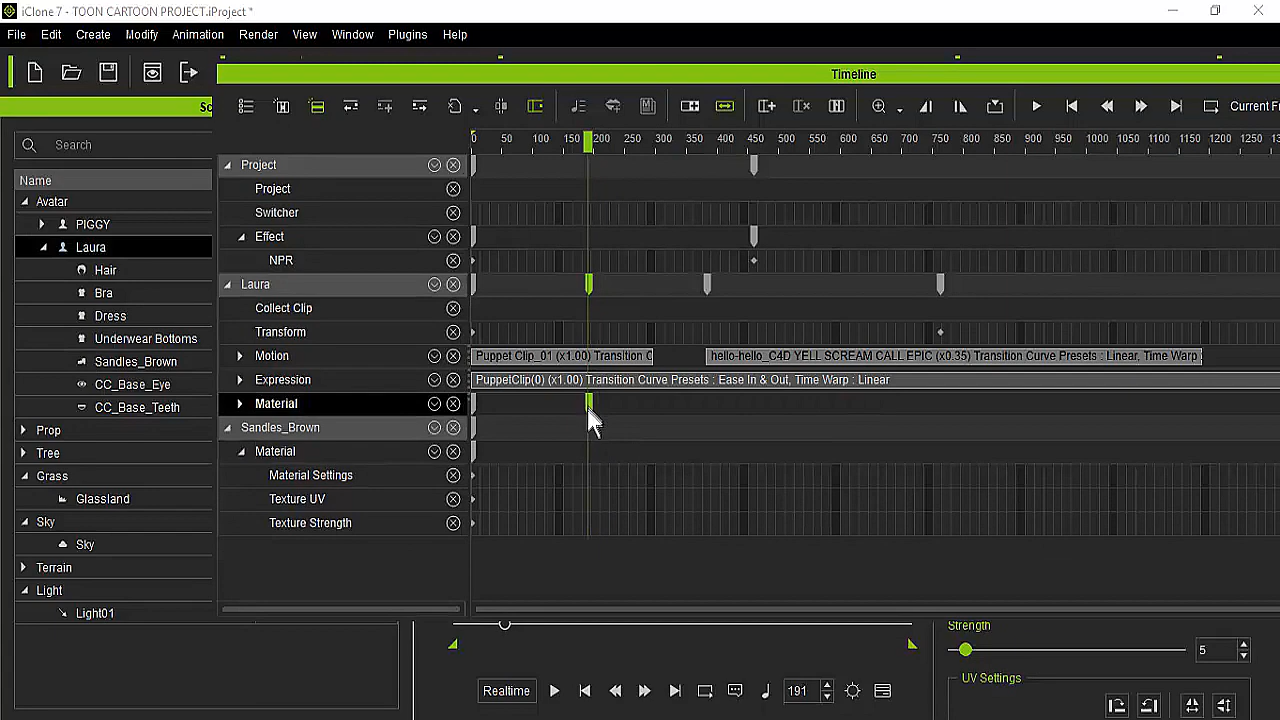 iClone 7 - TOON CARTOON PROJECT.iProject *
File Edit Create Modify Animation Render View Window Plugins Help
Sc
Timeline
Current Fr
Search
Name
Avatar
PIGGY
Laura
Hair
Bra
Dress
Underwear Bottoms
Sandles_Brown
CC_Base_Eye
CC_Base_Teeth
Prop
Tree
Grass
Glassland
Sky
Sky
Terrain
Light
Light01
0 50 100 150 200 250 300 350 400 450 500 550 600 650 700 750 800 850 900 950 1000 1050 1100 1150 1200 1250 13
Project
Project
Switcher
Effect
NPR
Laura
Collect Clip
Transform
Motion
Puppet Clip_01 (x1.00) Transition C
hello-hello_C4D YELL SCREAM CALL EPIC (x0.35) Transition Curve Presets : Linear, Time Warp
Expression
PuppetClip(0) (x1.00) Transition Curve Presets : Ease In & Out, Time Warp : Linear
Material
Sandles_Brown
Material
Material Settings
Texture UV
Texture Strength
Realtime
191
Strength
5
UV Settings